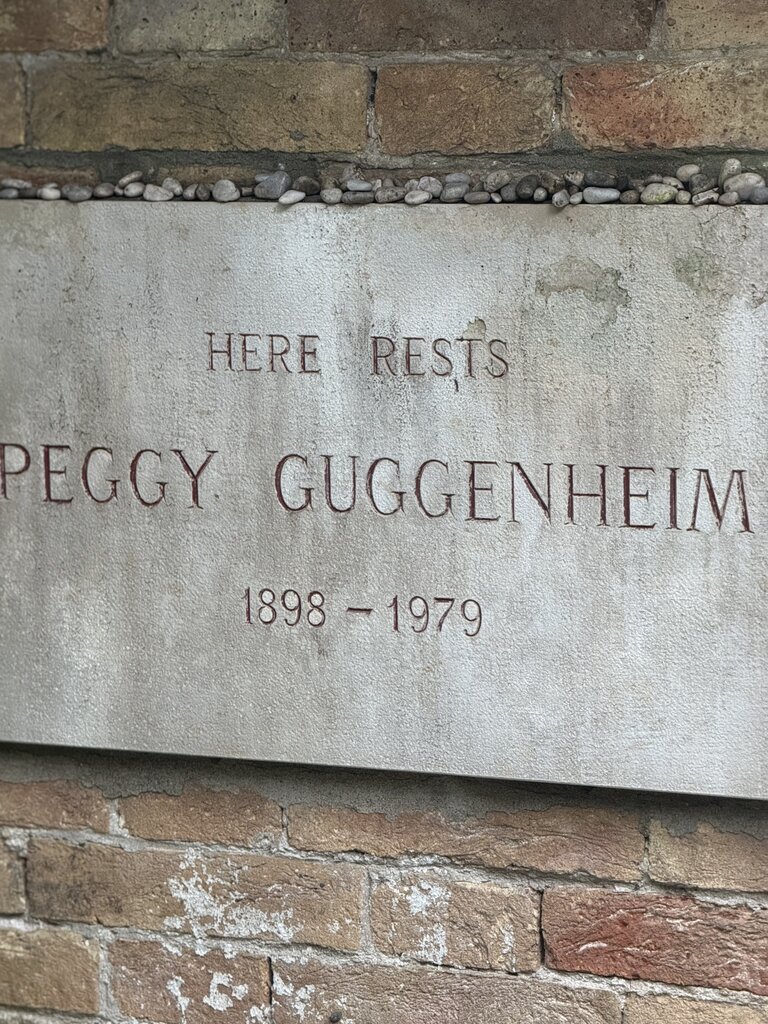 HERE RESTS
PEGGY GUGGENHEIM
1898 – 1979